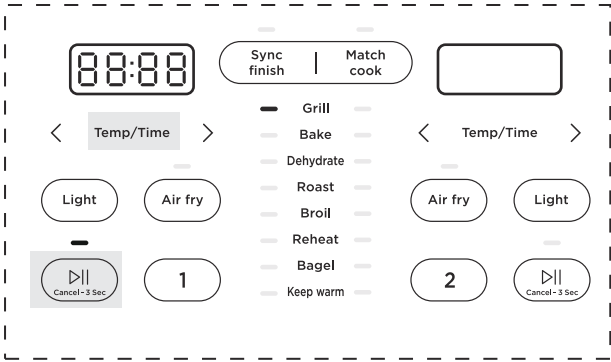 88:88
Sync finish
Match cook
Grill
Temp/Time
Temp/Time
Bake
Dehydrate
Roast
Light
Air fry
Air fry
Light
Broil
Reheat
Bagel
Keep warm
Cancel - 3 Sec
1
2
Cancel - 3 Sec